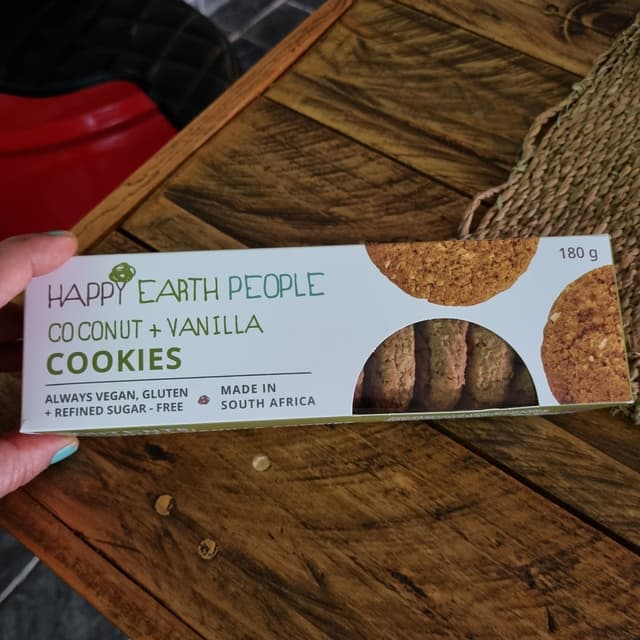 HAPPY EARTH PEOPLE
COCONUT + VANILLA
COOKIES
ALWAYS VEGAN, GLUTEN
+ REFINED SUGAR - FREE
MADE IN
SOUTH AFRICA
180 g